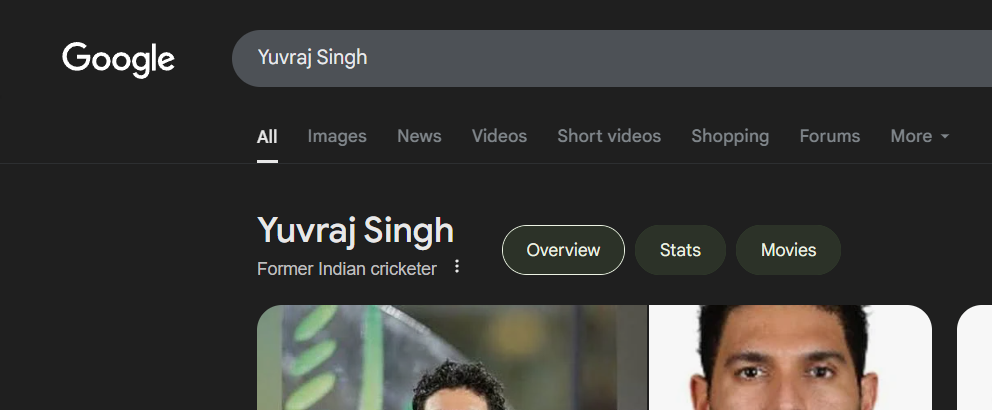 Google
Yuvraj Singh
All Images News Videos Short videos Shopping Forums More
Yuvraj Singh
Former Indian cricketer
Overview Stats Movies